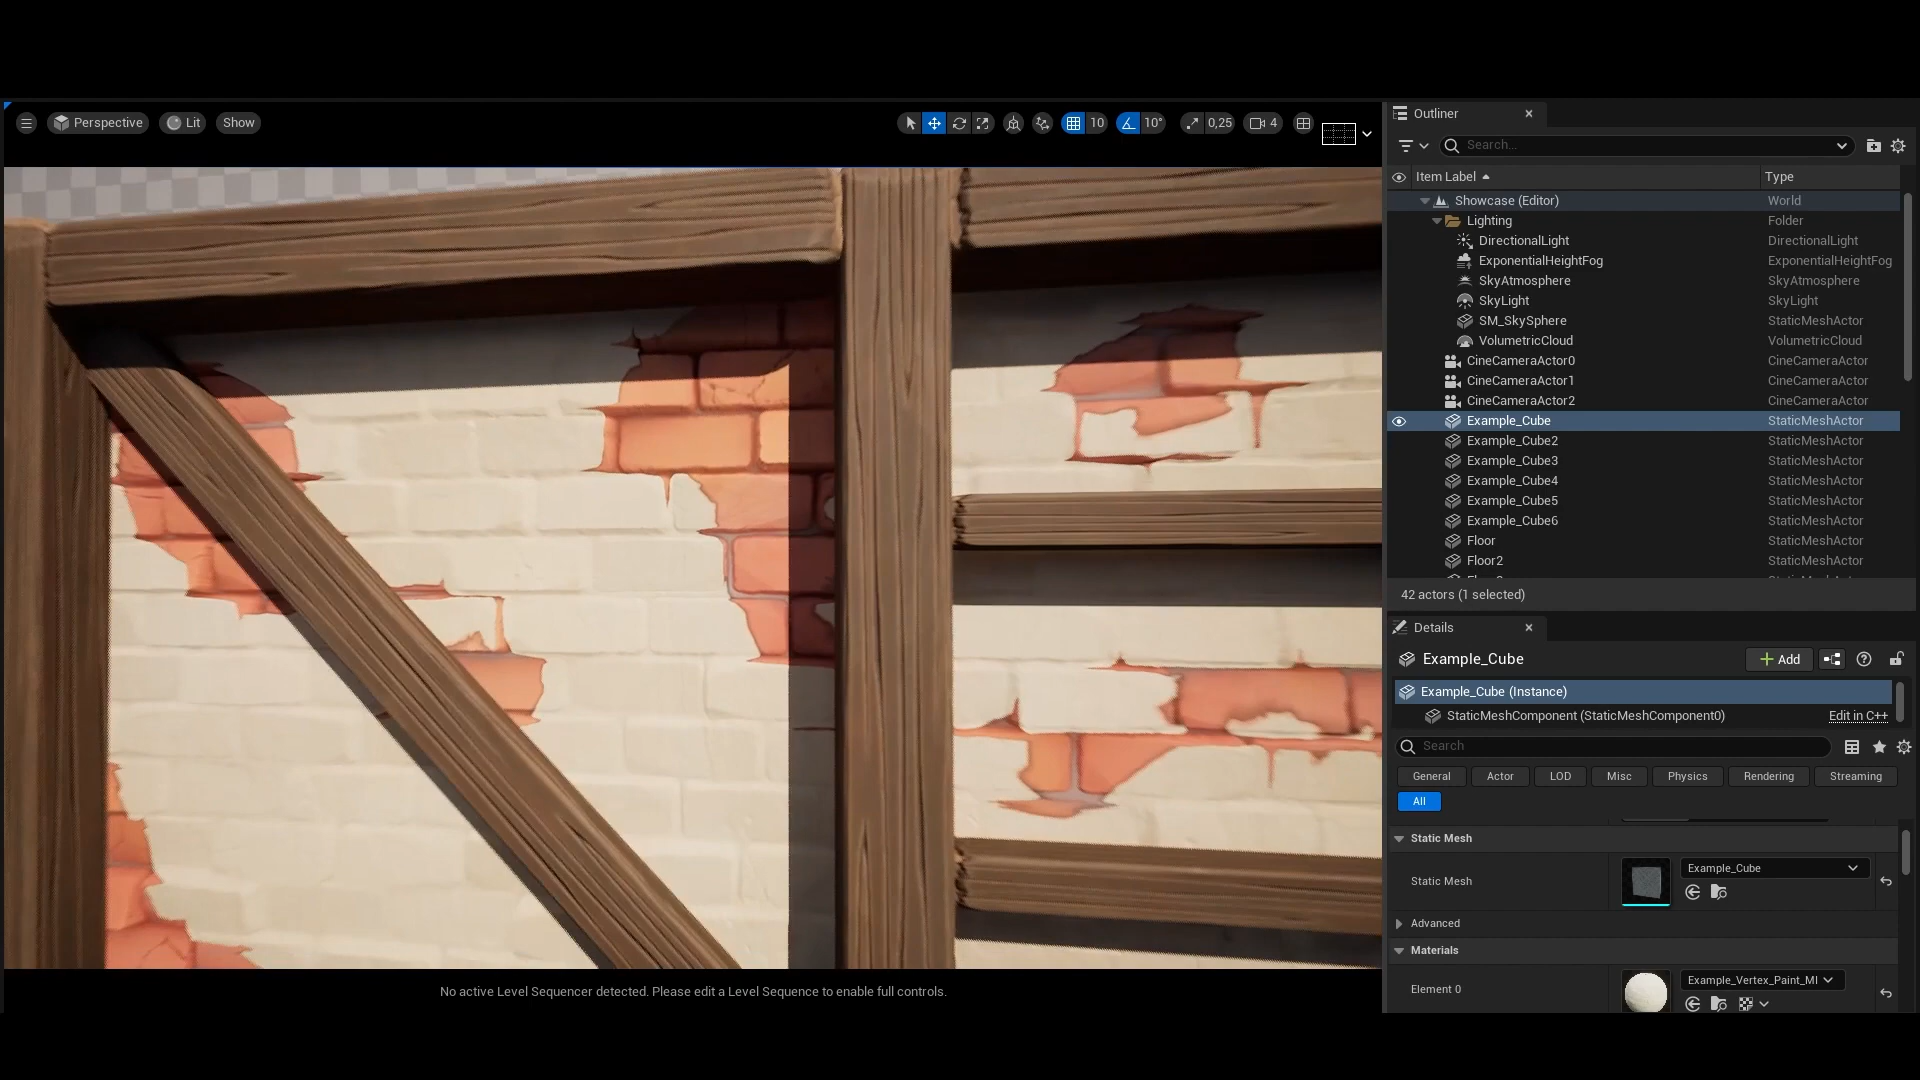 Perspective
Lit
Show
10
10°
0,25
4
Outliner
Search...
Item Label
Type
Showcase (Editor)
World
Lighting
Folder
DirectionalLight
DirectionalLight
ExponentialHeightFog
ExponentialHeightFog
SkyAtmosphere
SkyAtmosphere
SkyLight
SkyLight
SM_SkySphere
StaticMeshActor
VolumetricCloud
VolumetricCloud
CineCameraActor0
CineCameraActor
CineCameraActor1
CineCameraActor
CineCameraActor2
CineCameraActor
Example_Cube
StaticMeshActor
Example_Cube2
StaticMeshActor
Example_Cube3
StaticMeshActor
Example_Cube4
StaticMeshActor
Example_Cube5
StaticMeshActor
Example_Cube6
StaticMeshActor
Floor
StaticMeshActor
Floor2
StaticMeshActor
42 actors (1 selected)
Details
Example_Cube
Add
Example_Cube (Instance)
StaticMeshComponent (StaticMeshComponent0)
Edit in C++
Search
General
Actor
LOD
Misc
Physics
Rendering
Streaming
All
Static Mesh
Static Mesh
Example_Cube
Advanced
Materials
Element 0
Example_Vertex_Paint_MI
No active Level Sequencer detected. Please edit a Level Sequence to enable full controls.